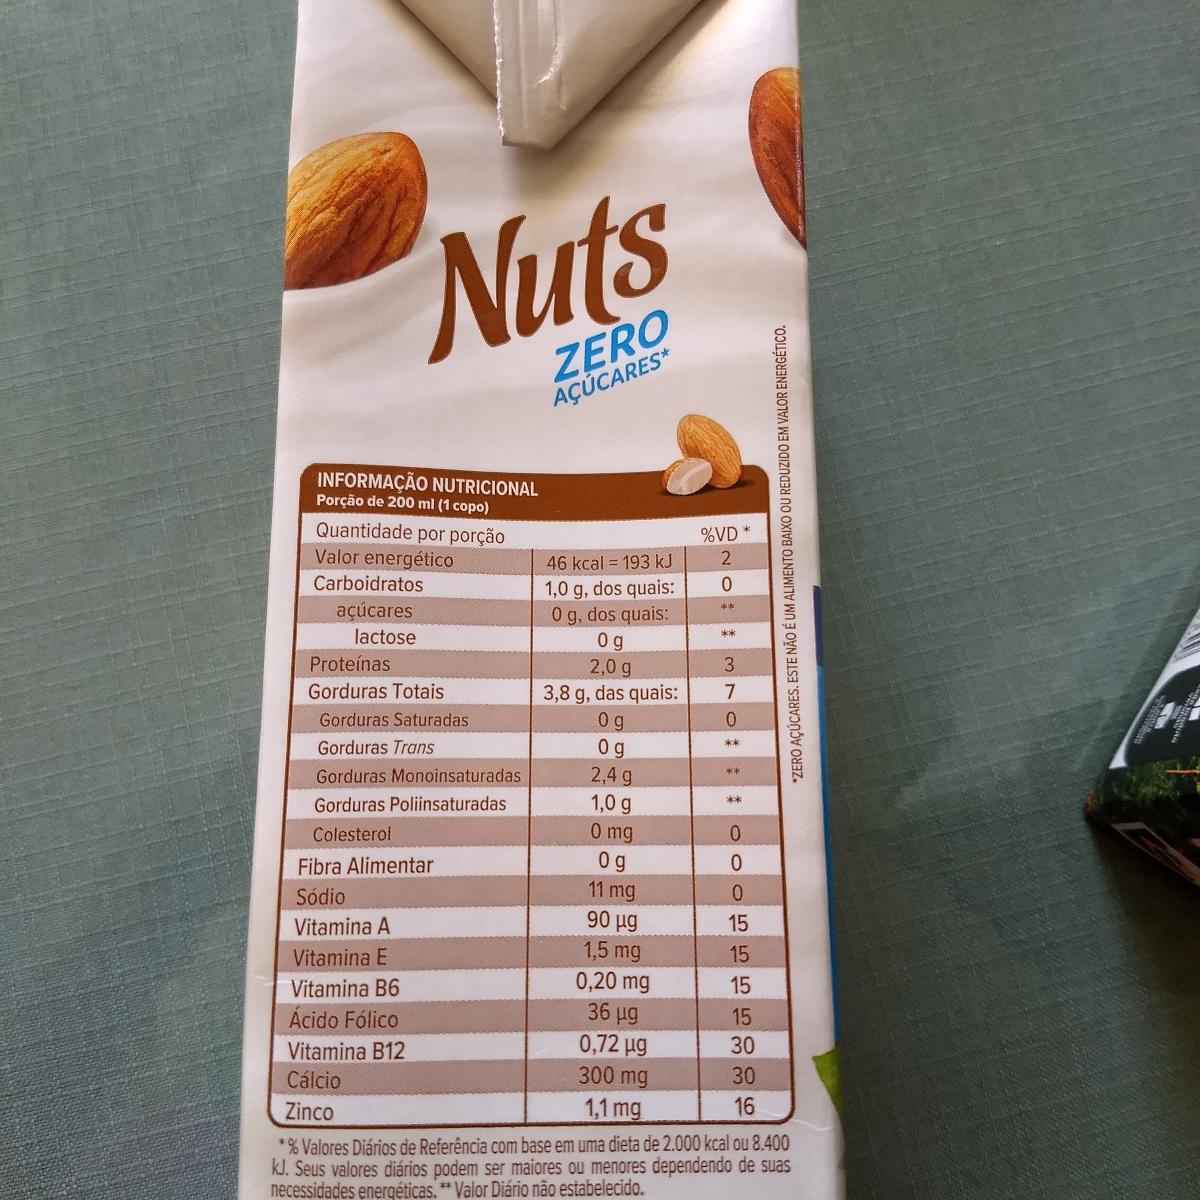 Nuts
ZERO
AÇÚCARES*
INFORMAÇÃO NUTRICIONAL
Porção de 200 ml (1 copo)
Quantidade por porção %VD *
Valor energético 46 kcal = 193 kJ 2
Carboidratos 1,0 g, dos quais: 0
açúcares 0 g, dos quais: **
lactose 0 g **
Proteínas 2,0 g 3
Gorduras Totais 3,8 g, das quais: 7
Gorduras Saturadas 0 g 0
Gorduras Trans 0 g **
Gorduras Monoinsaturadas 2,4 g **
Gorduras Poliinsaturadas 1,0 g **
Colesterol 0 mg 0
Fibra Alimentar 0 g 0
Sódio 11 mg 0
Vitamina A 90 µg 15
Vitamina E 1,5 mg 15
Vitamina B6 0,20 mg 15
Ácido Fólico 36 µg 15
Vitamina B12 0,72 µg 30
Cálcio 300 mg 30
Zinco 1,1 mg 16
* % Valores Diários de Referência com base em uma dieta de 2.000 kcal ou 8.400
kJ. Seus valores diários podem ser maiores ou menores dependendo de suas
necessidades energéticas. ** Valor Diário não estabelecido.
*ZERO AÇÚCARES. ESTE NÃO É UM ALIMENTO BAIXO OU REDUZIDO EM VALOR ENERGÉTICO.